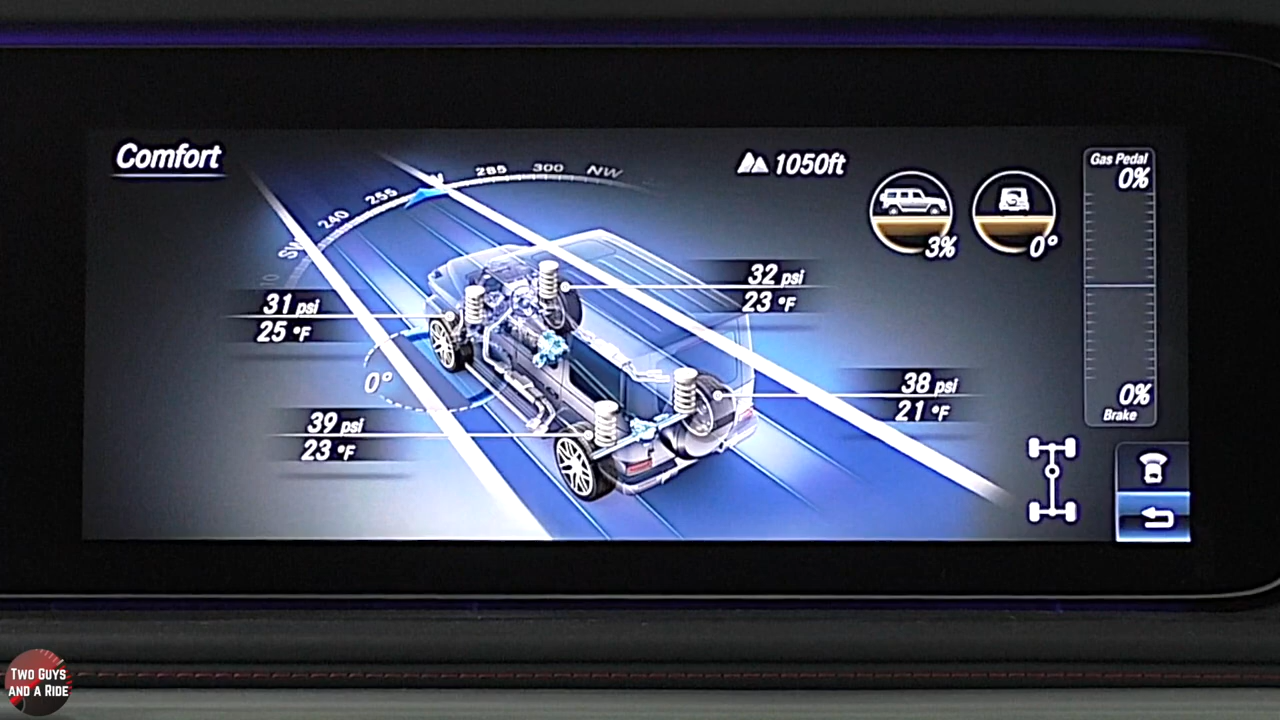 Comfort
1050ft
Gas Pedal
0%
SW 240 255 W 285 300 NW
3%
0°
32 psi
23 °F
31 psi
25 °F
0°
38 psi
21 °F
0%
Brake
39 psi
23 °F
TWO GUYS
AND A RIDE